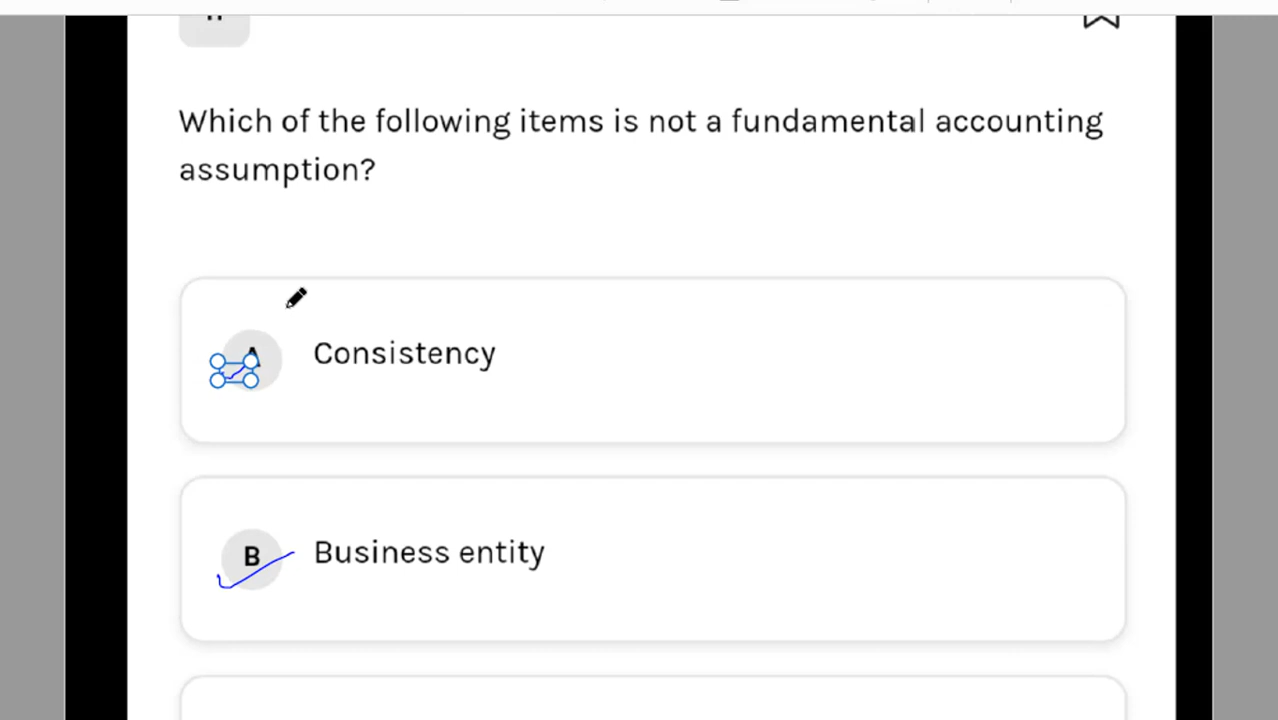 Which of the following items is not a fundamental accounting
assumption?
A Consistency
B Business entity